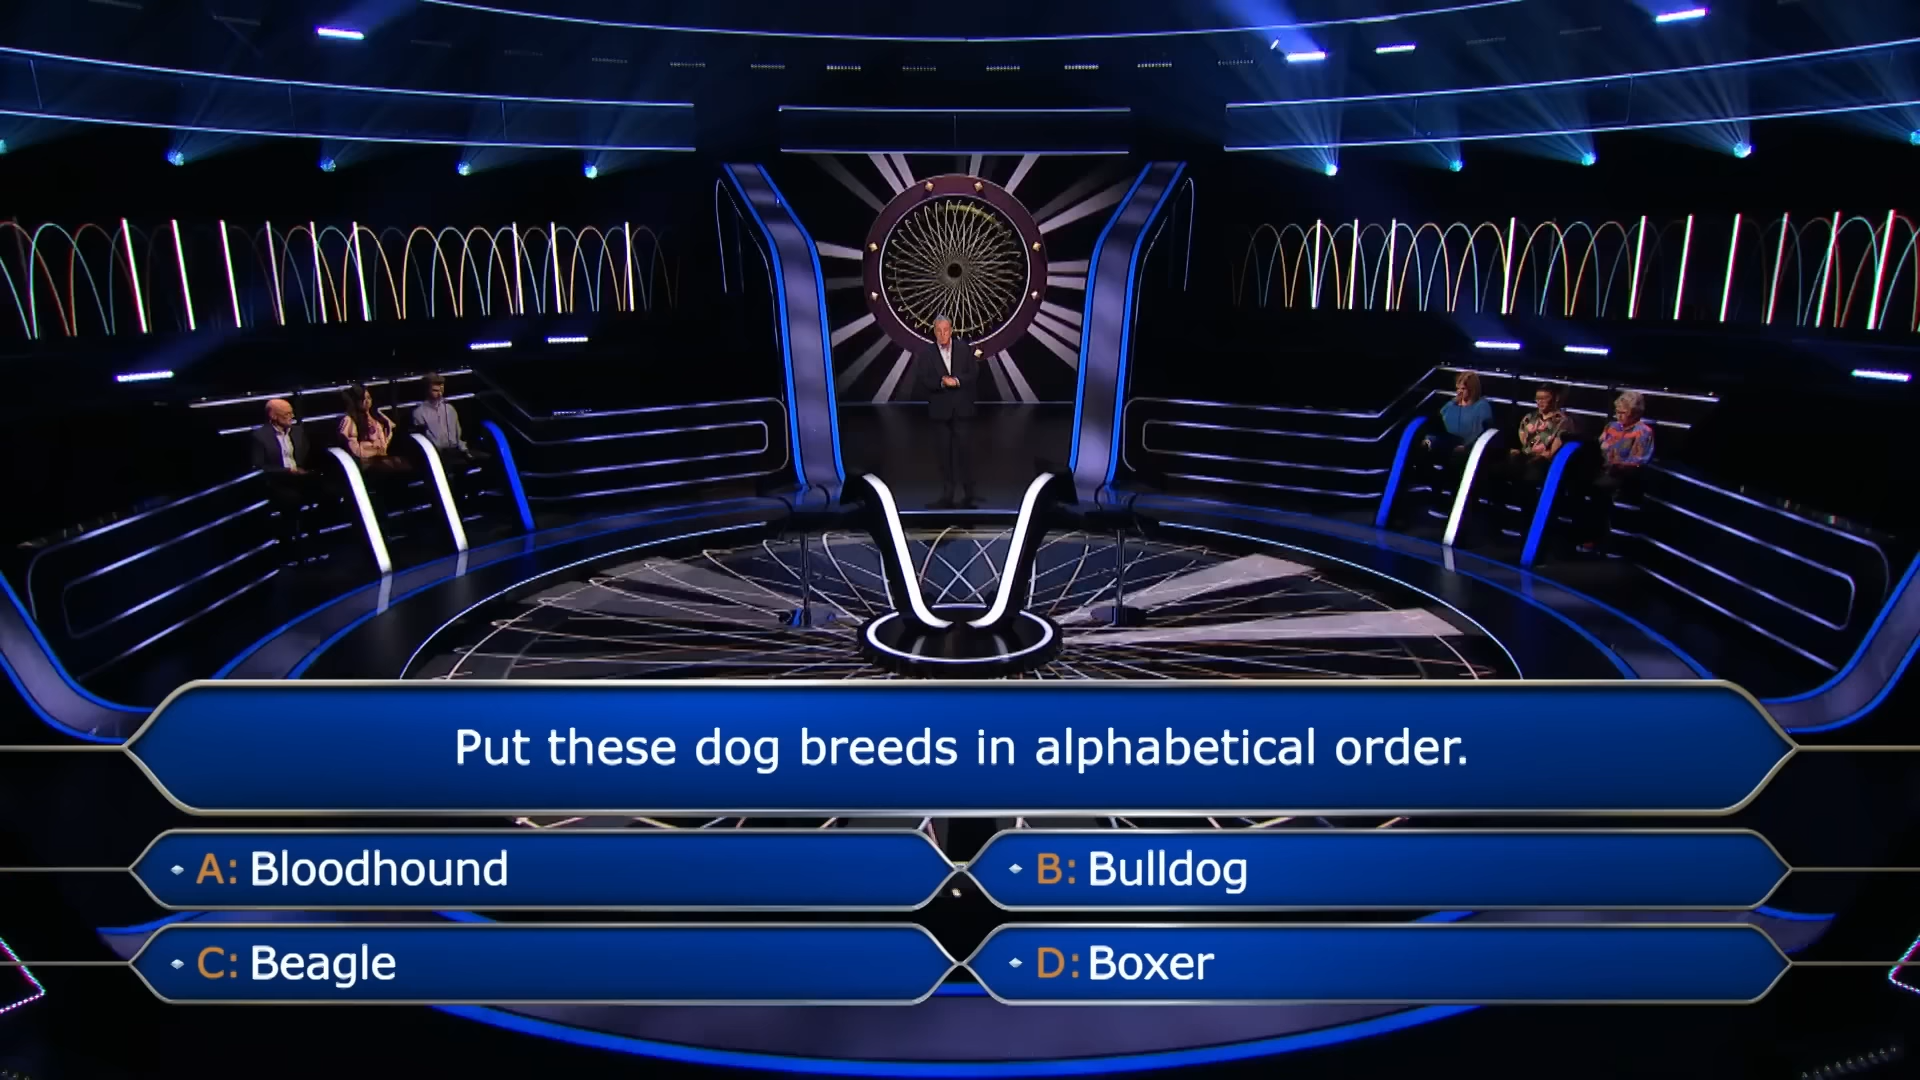 Put these dog breeds in alphabetical order.
A: Bloodhound
B: Bulldog
C: Beagle
D: Boxer